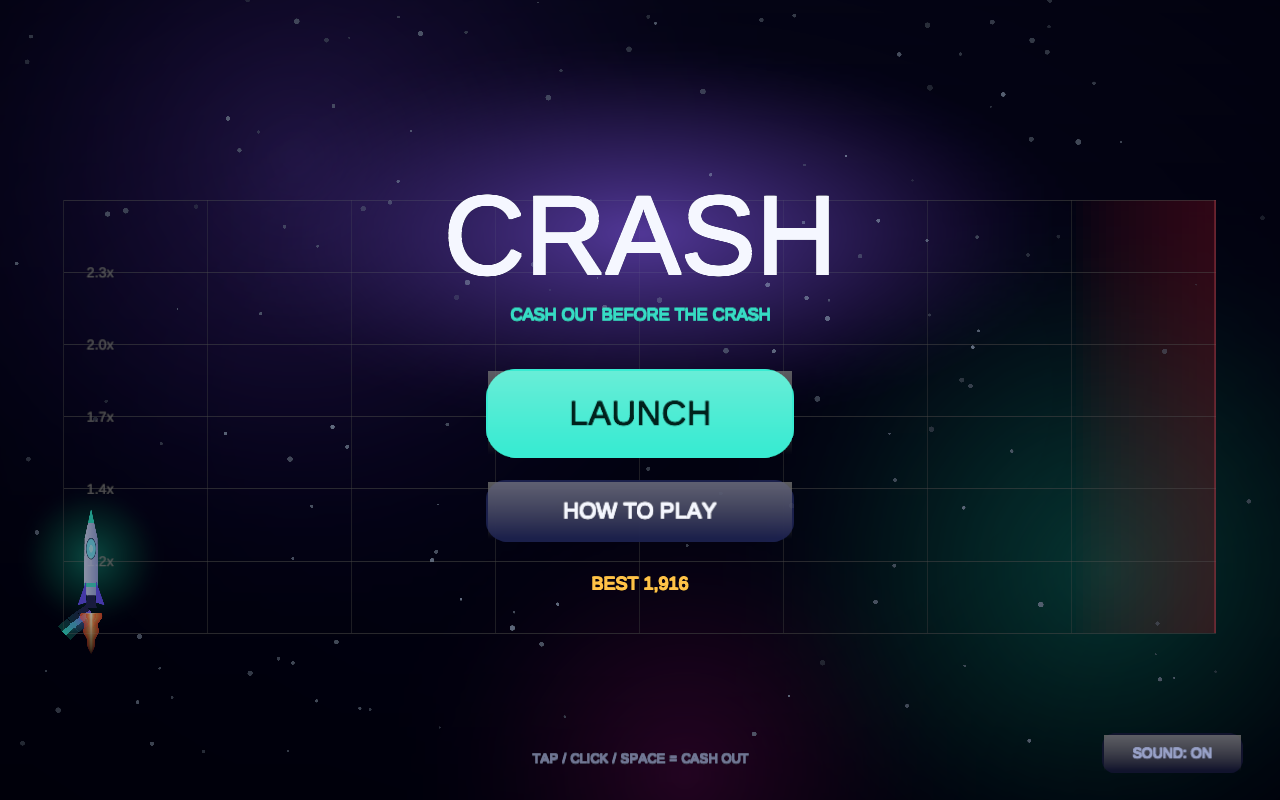 CRASH
2.3x
CASH OUT BEFORE THE CRASH
2.0x
LAUNCH
1.7x
1.4x
HOW TO PLAY
2x
BEST 1,916
SOUND: ON
TAP / CLICK / SPACE = CASH OUT